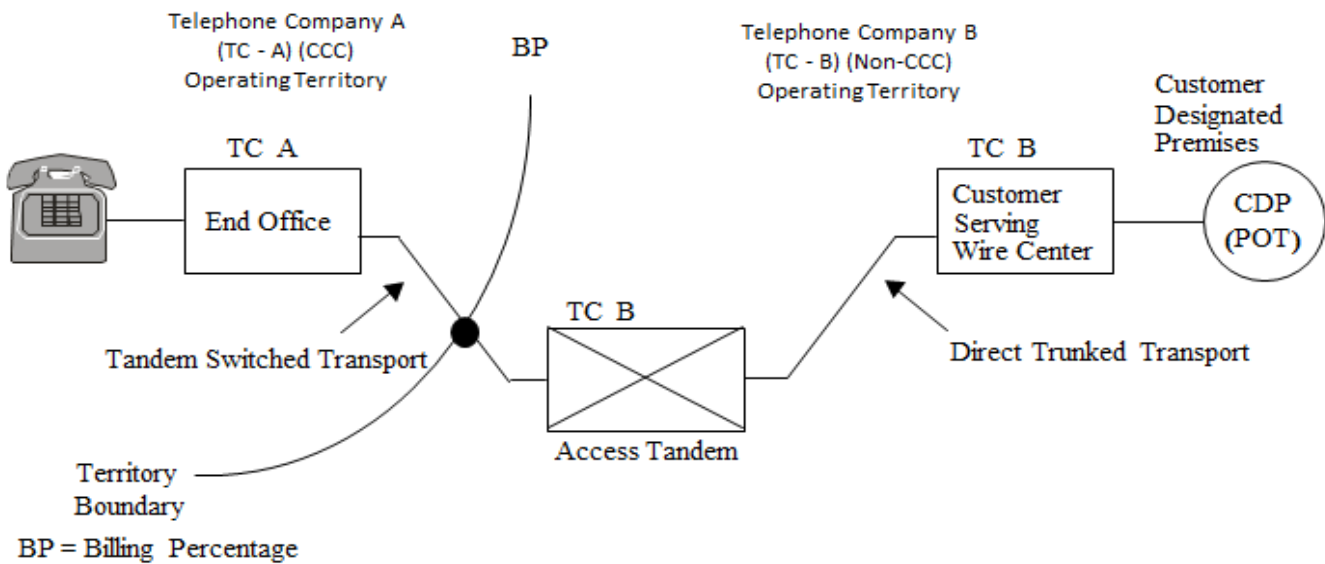 Telephone Company A
(TC - A) (CCC)
Operating Territory
BP
Telephone Company B
(TC - B) (Non-CCC)
Operating Territory
Customer
Designated
Premises
TC A
End Office
TC B
Customer
Serving
Wire Center
CDP
(POT)
Tandem Switched Transport
TC B
Access Tandem
Direct Trunked Transport
Territory
Boundary
BP = Billing Percentage